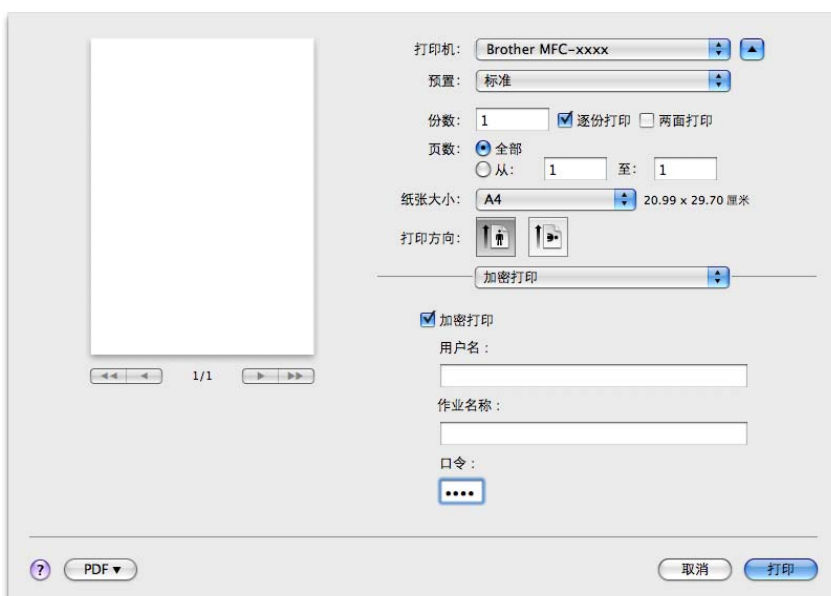 打印机: Brother MFC-xxxx
预置: 标准
份数: 1 逐份打印 两面打印
页数: 全部
从: 1 至: 1
纸张大小: A4 20.99 x 29.70 厘米
打印方向:
加密打印
加密打印
用户名:
1/1
作业名称:
口令:
••••
? PDF 取消 打印